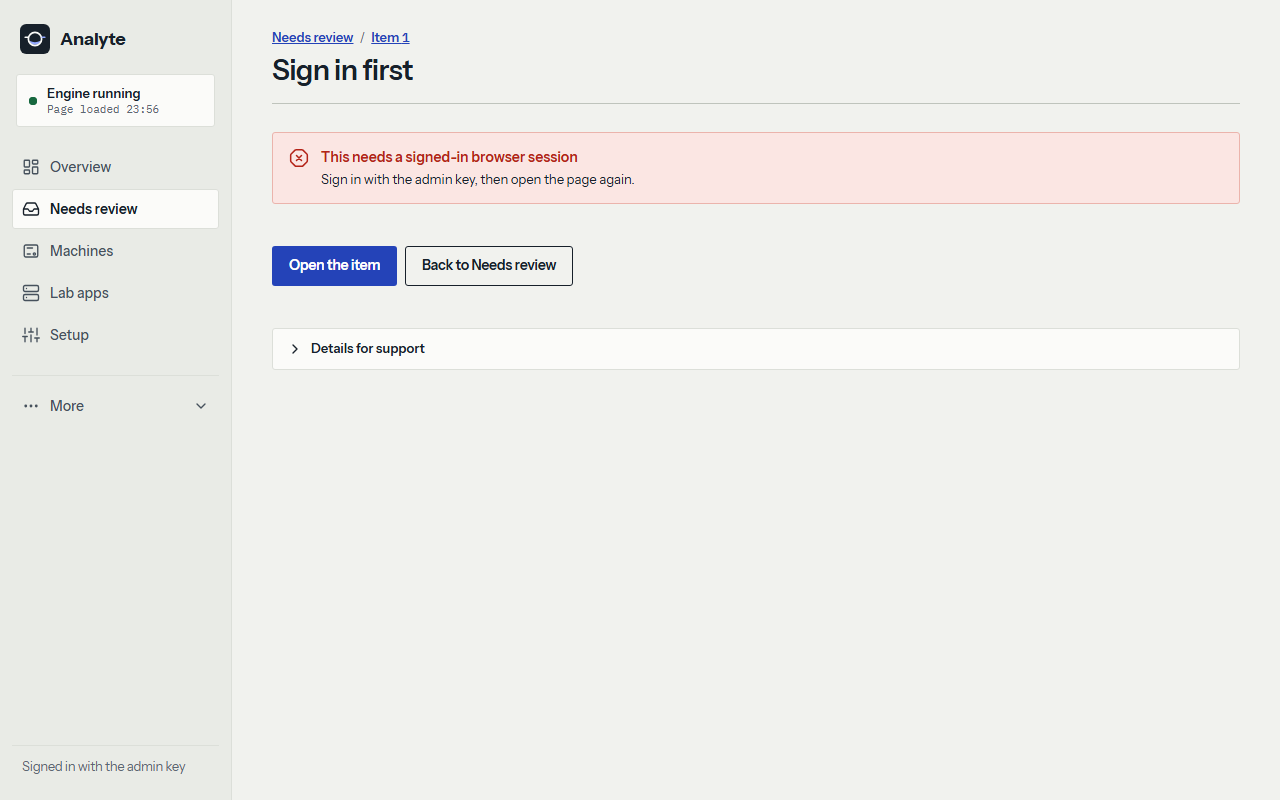 Analyte
Engine running
Page loaded 23:56
Overview
Needs review
Machines
Lab apps
Setup
More
Signed in with the admin key
Needs review / Item 1
Sign in first
This needs a signed-in browser session
Sign in with the admin key, then open the page again.
Open the item
Back to Needs review
Details for support